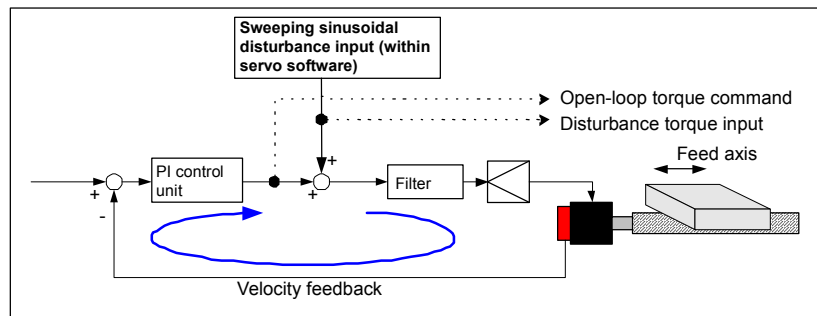 Sweeping sinusoidal
disturbance input (within
servo software)
Open-loop torque command
Disturbance torque input
Feed axis
PI control
unit
Filter
+
+
+
-
Velocity feedback